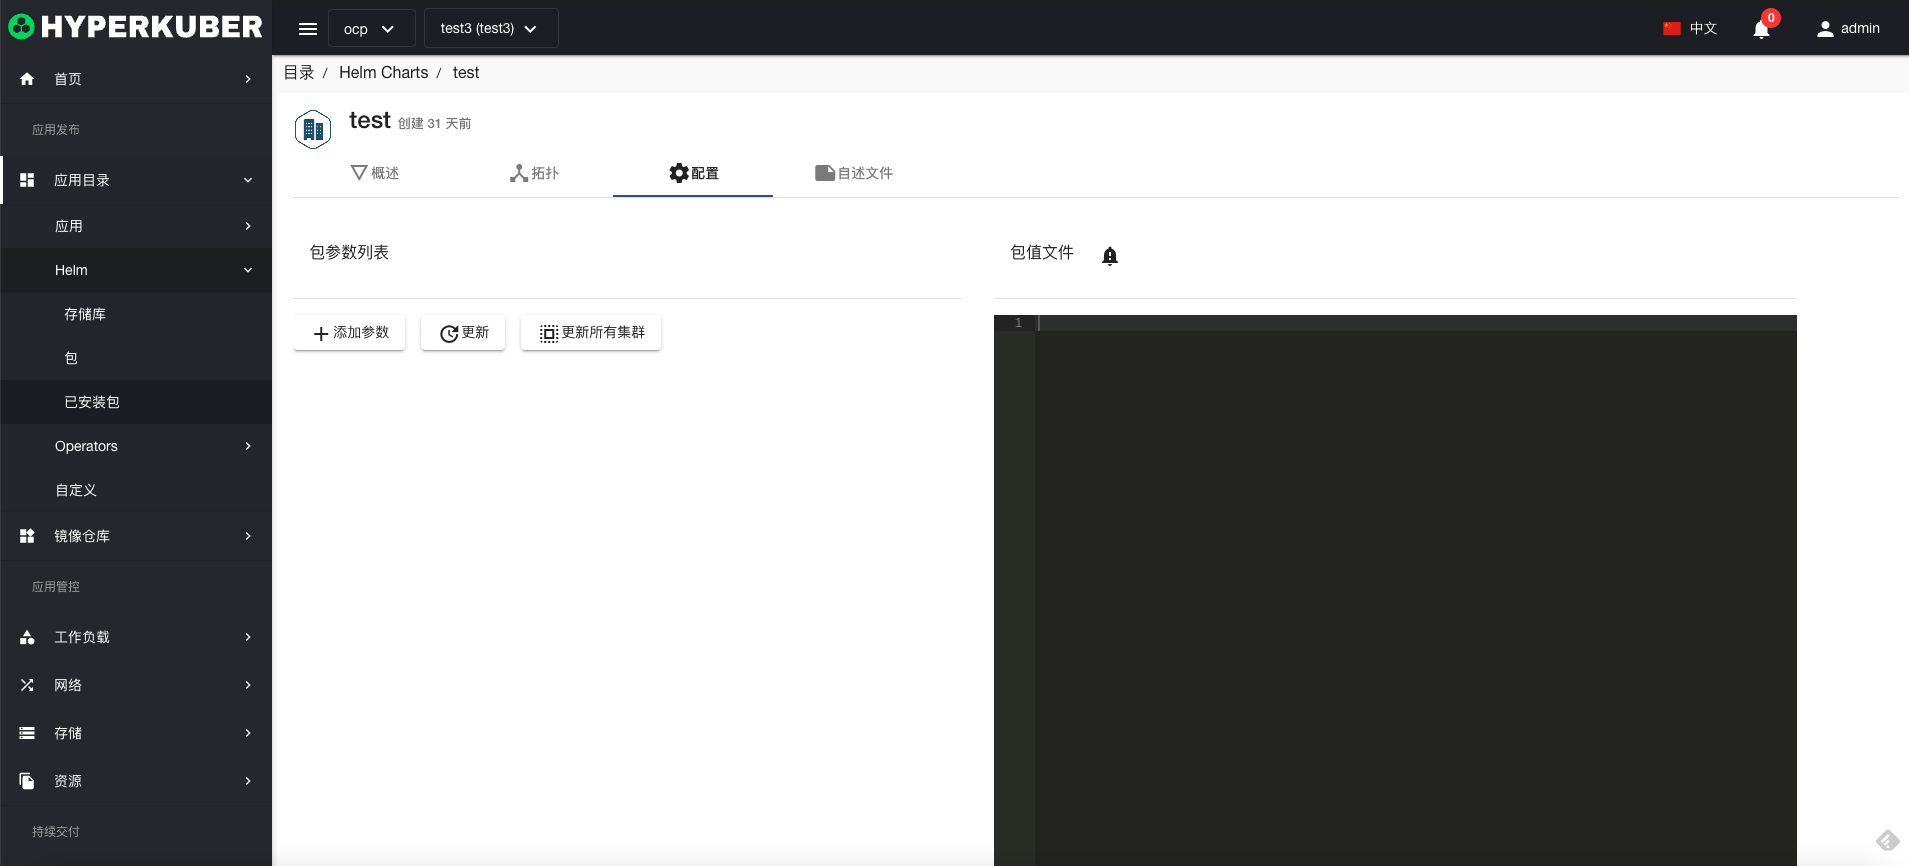 HYPERKUBER
ocp
test3 (test3)
中文
0
admin
首页
应用发布
应用目录
应用
Helm
存储库
包
已安装包
Operators
自定义
镜像仓库
应用管控
工作负载
网络
存储
资源
持续交付
目录 / Helm Charts / test
test 创建 31 天前
概述
拓扑
配置
自述文件
包参数列表
添加参数
更新
更新所有集群
包值文件
1